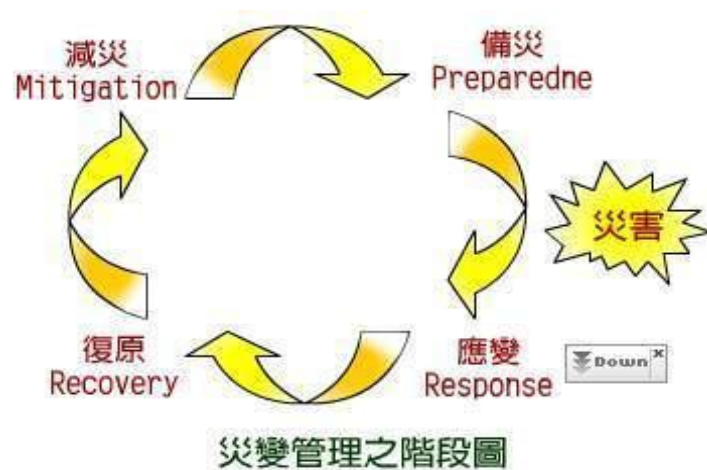 減災
Mitigation
備災
Preparedne
災害
復原
Recovery
應變
Response
Down
災變管理之階段圖